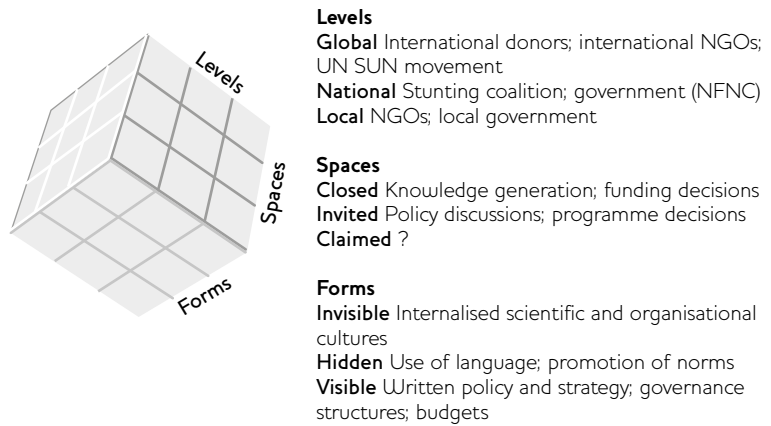 Levels
Spaces
Forms
Levels
Global International donors; international NGOs;
UN SUN movement
National Stunting coalition; government (NFNC)
Local NGOs; local government
Spaces
Closed Knowledge generation; funding decisions
Invited Policy discussions; programme decisions
Claimed ?
Forms
Invisible Internalised scientific and organisational
cultures
Hidden Use of language; promotion of norms
Visible Written policy and strategy; governance
structures; budgets